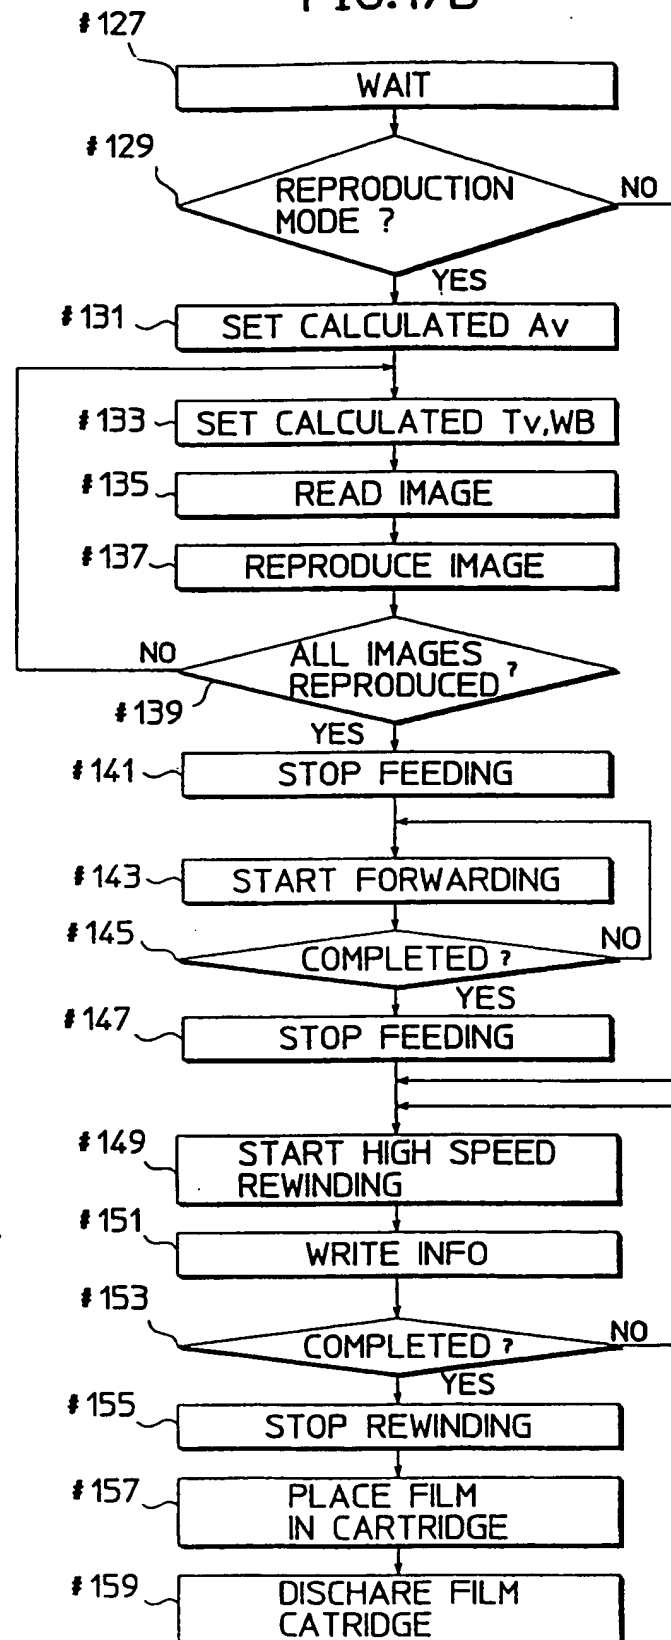 #127
WAIT
#129
REPRODUCTION
MODE ?
NO
YES
#131
SET CALCULATED Av
#133
SET CALCULATED Tv,WB
#135
READ IMAGE
#137
REPRODUCE IMAGE
NO
ALL IMAGES
REPRODUCED ?
#139
YES
#141
STOP FEEDING
#143
START FORWARDING
#145
COMPLETED ?
NO
YES
#147
STOP FEEDING
#149
START HIGH SPEED
REWINDING
#151
WRITE INFO
#153
COMPLETED ?
NO
YES
#155
STOP REWINDING
#157
PLACE FILM
IN CARTRIDGE
#159
DISCHARE FILM
CATRIDGE